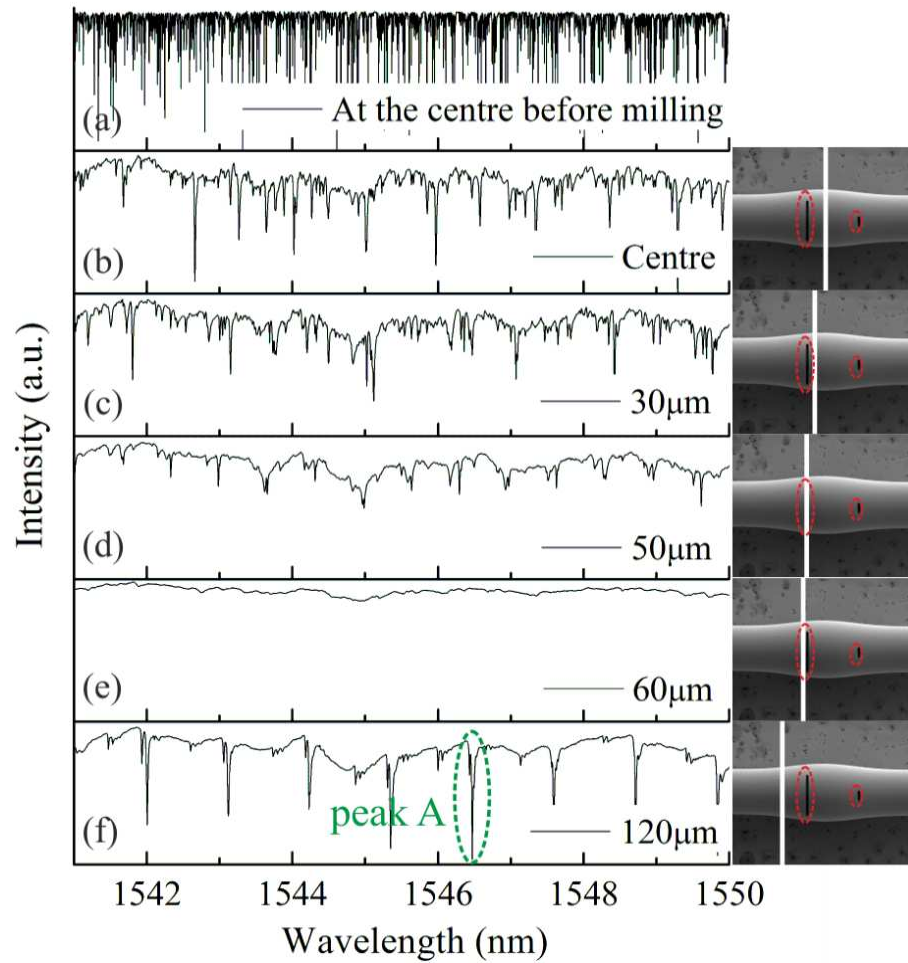 (a)
At the centre before milling
(b)
Centre
(c)
30μm
(d)
50μm
(e)
60μm
(f)
peak A
120μm
Intensity (a.u.)
1542
1544
1546
1548
1550
Wavelength (nm)